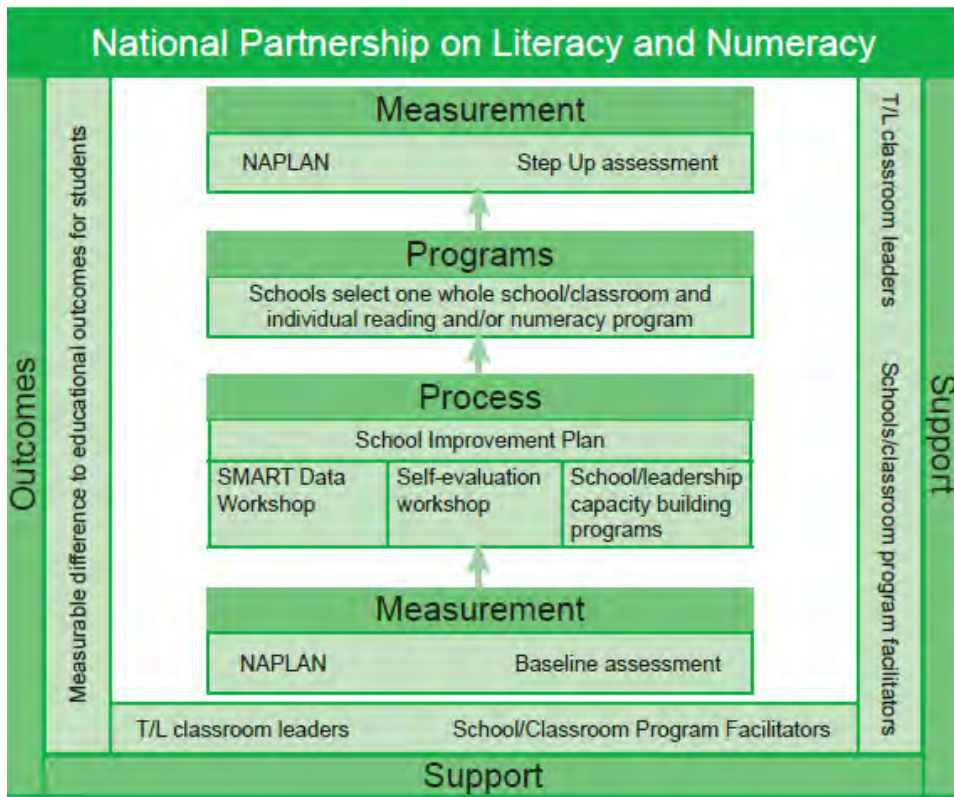 National Partnership on Literacy and Numeracy
Outcomes
Measurable difference to educational outcomes for students
Measurement
NAPLAN Step Up assessment
Programs
Schools select one whole school/classroom and
individual reading and/or numeracy program
Process
School Improvement Plan
SMART Data
Workshop
Self-evaluation
workshop
School/leadership
capacity building
programs
Measurement
NAPLAN Baseline assessment
T/L classroom leaders School/Classroom Program Facilitators
Support
T/L classroom leaders
Schools/classroom program facilitators
Support